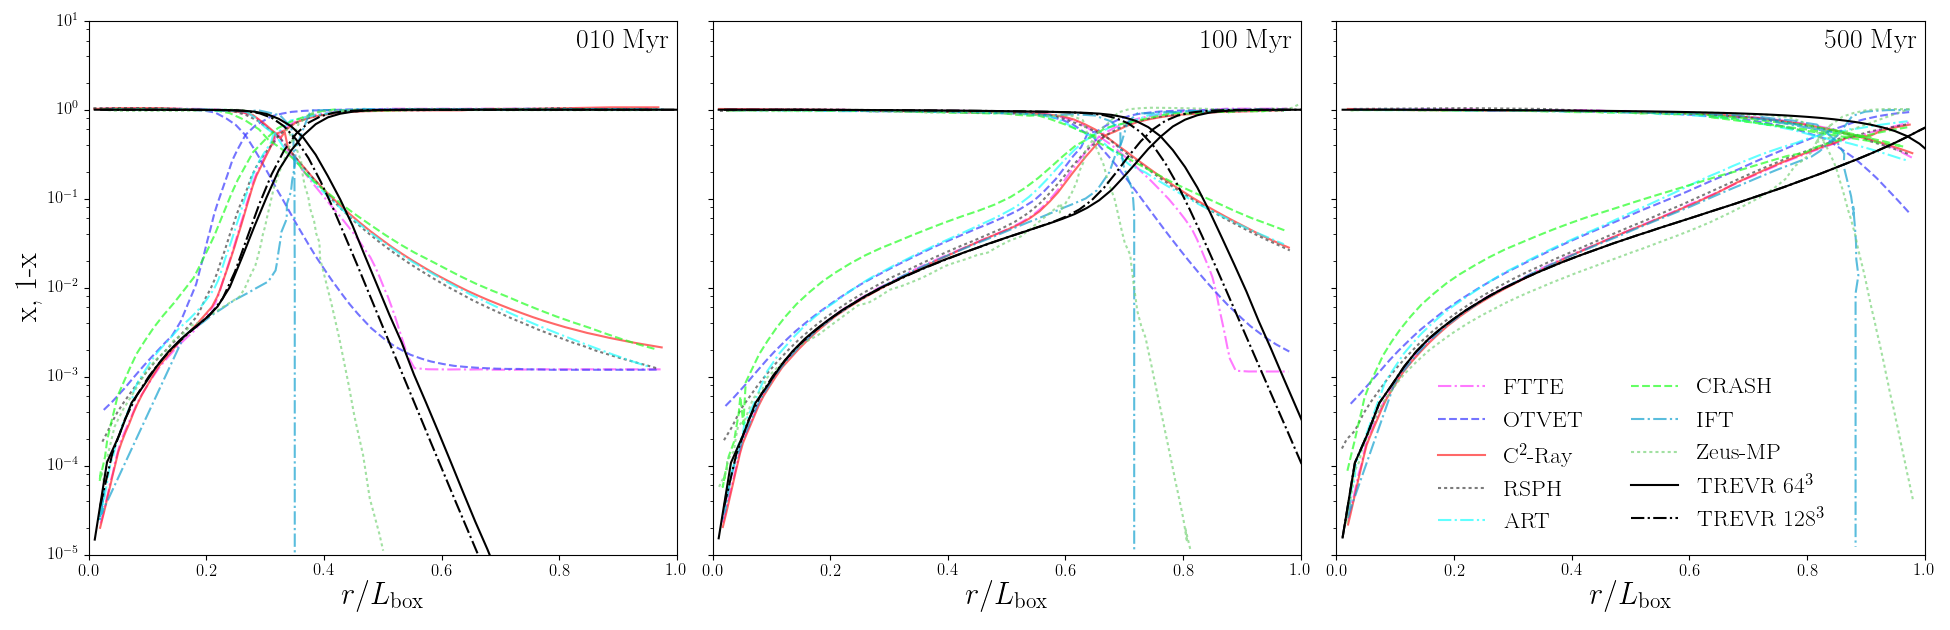 010 Myr
100 Myr
500 Myr
x, 1-x
10¹
10⁰
10⁻¹
10⁻²
10⁻³
10⁻⁴
10⁻⁵
FTTE
OTVET
C²-Ray
RSPH
ART
CRASH
IFT
Zeus-MP
TREVR 64³
TREVR 128³
0.0 0.2 0.4 0.6 0.8 1.0
0.0 0.2 0.4 0.6 0.8 1.0
0.0 0.2 0.4 0.6 0.8 1.0
r/L_box
r/L_box
r/L_box